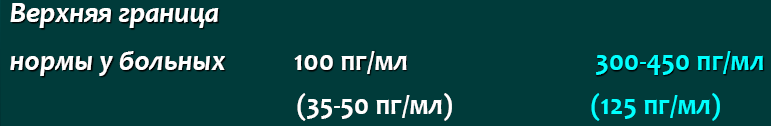 Верхняя граница
нормы у больных 100 пг/мл 300-450 пг/мл
(35-50 пг/мл) (125 пг/мл)